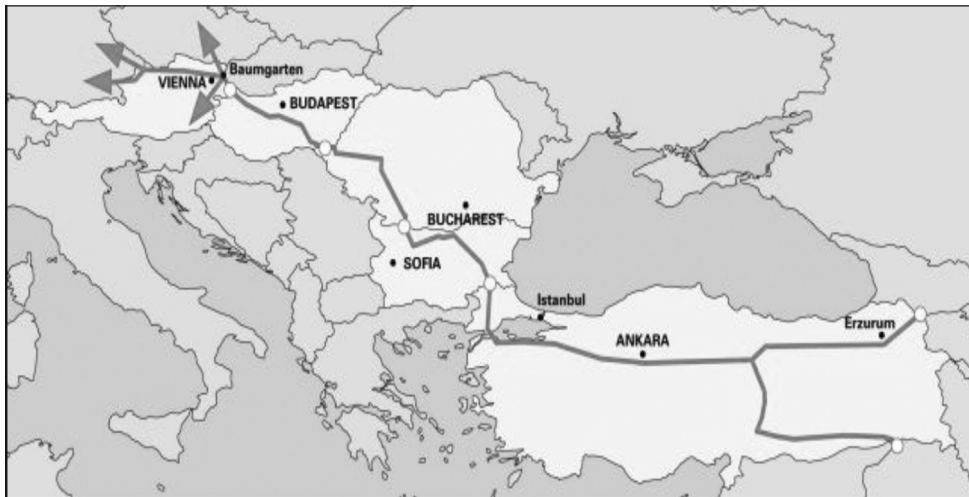 Baumgarten
VIENNA
BUDAPEST
BUCHAREST
SOFIA
Istanbul
Erzurum
ANKARA